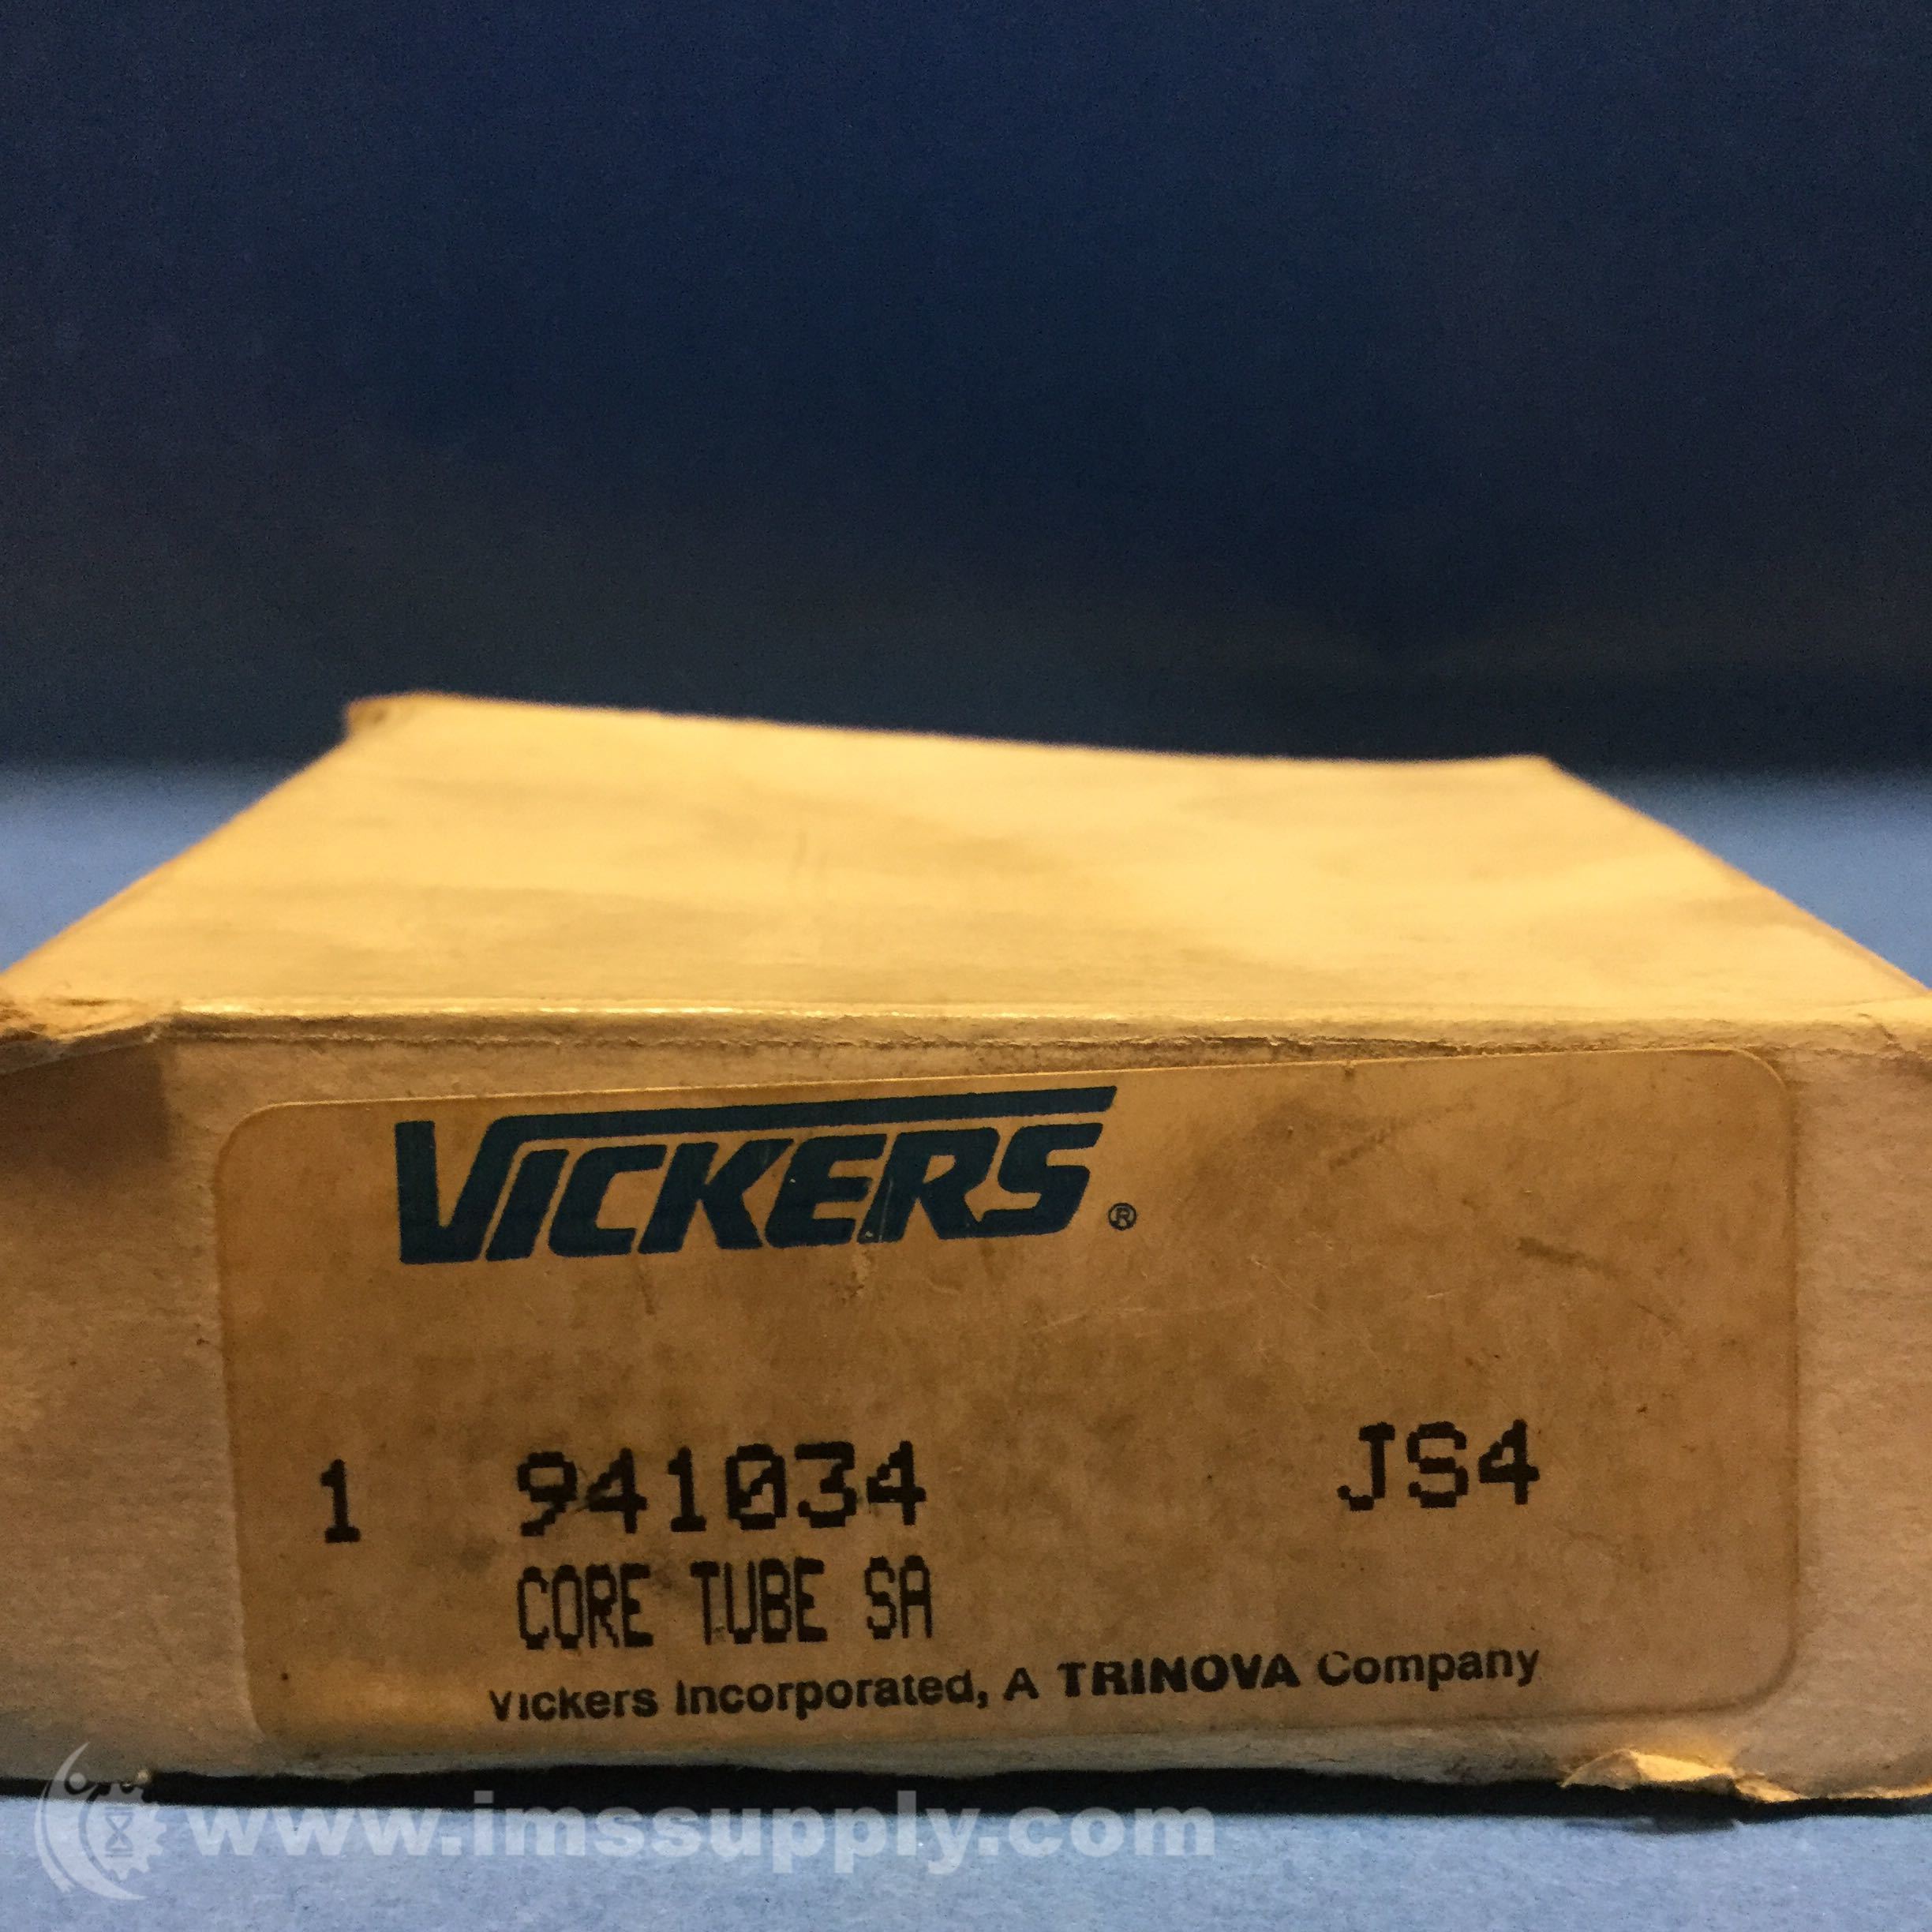 VICKERS®
1 941034 JS4
CORE TUBE SA
Vickers Incorporated, A TRINOVA Company
www.imssupply.com